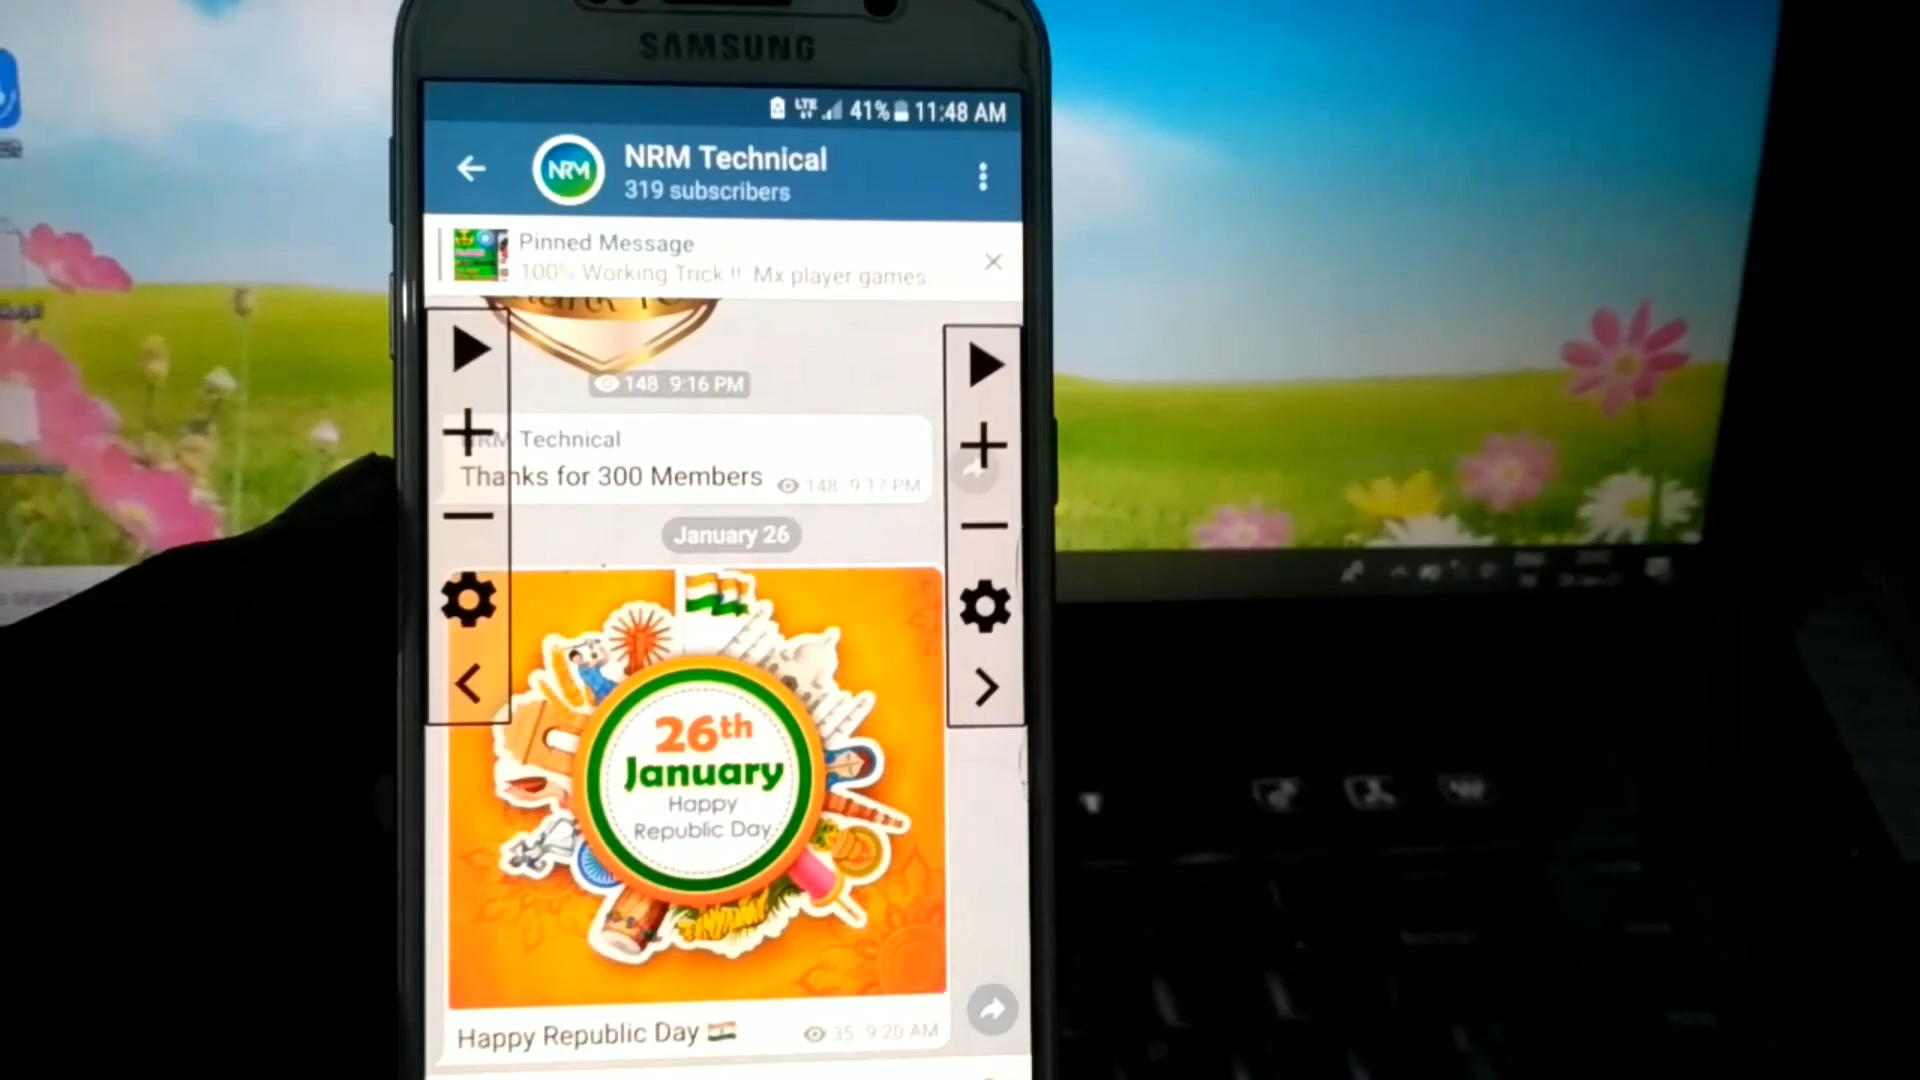 SAMSUNG
LTE 41% 11:48 AM
NRM
NRM Technical
319 subscribers
Pinned Message
100% Working Trick !! Mx player games.
148 9:16 PM
NRM Technical
Thanks for 300 Members
148 9:17 PM
January 26
26th
January
Happy
Republic Day
Happy Republic Day 🇮🇳
35 9:20 AM